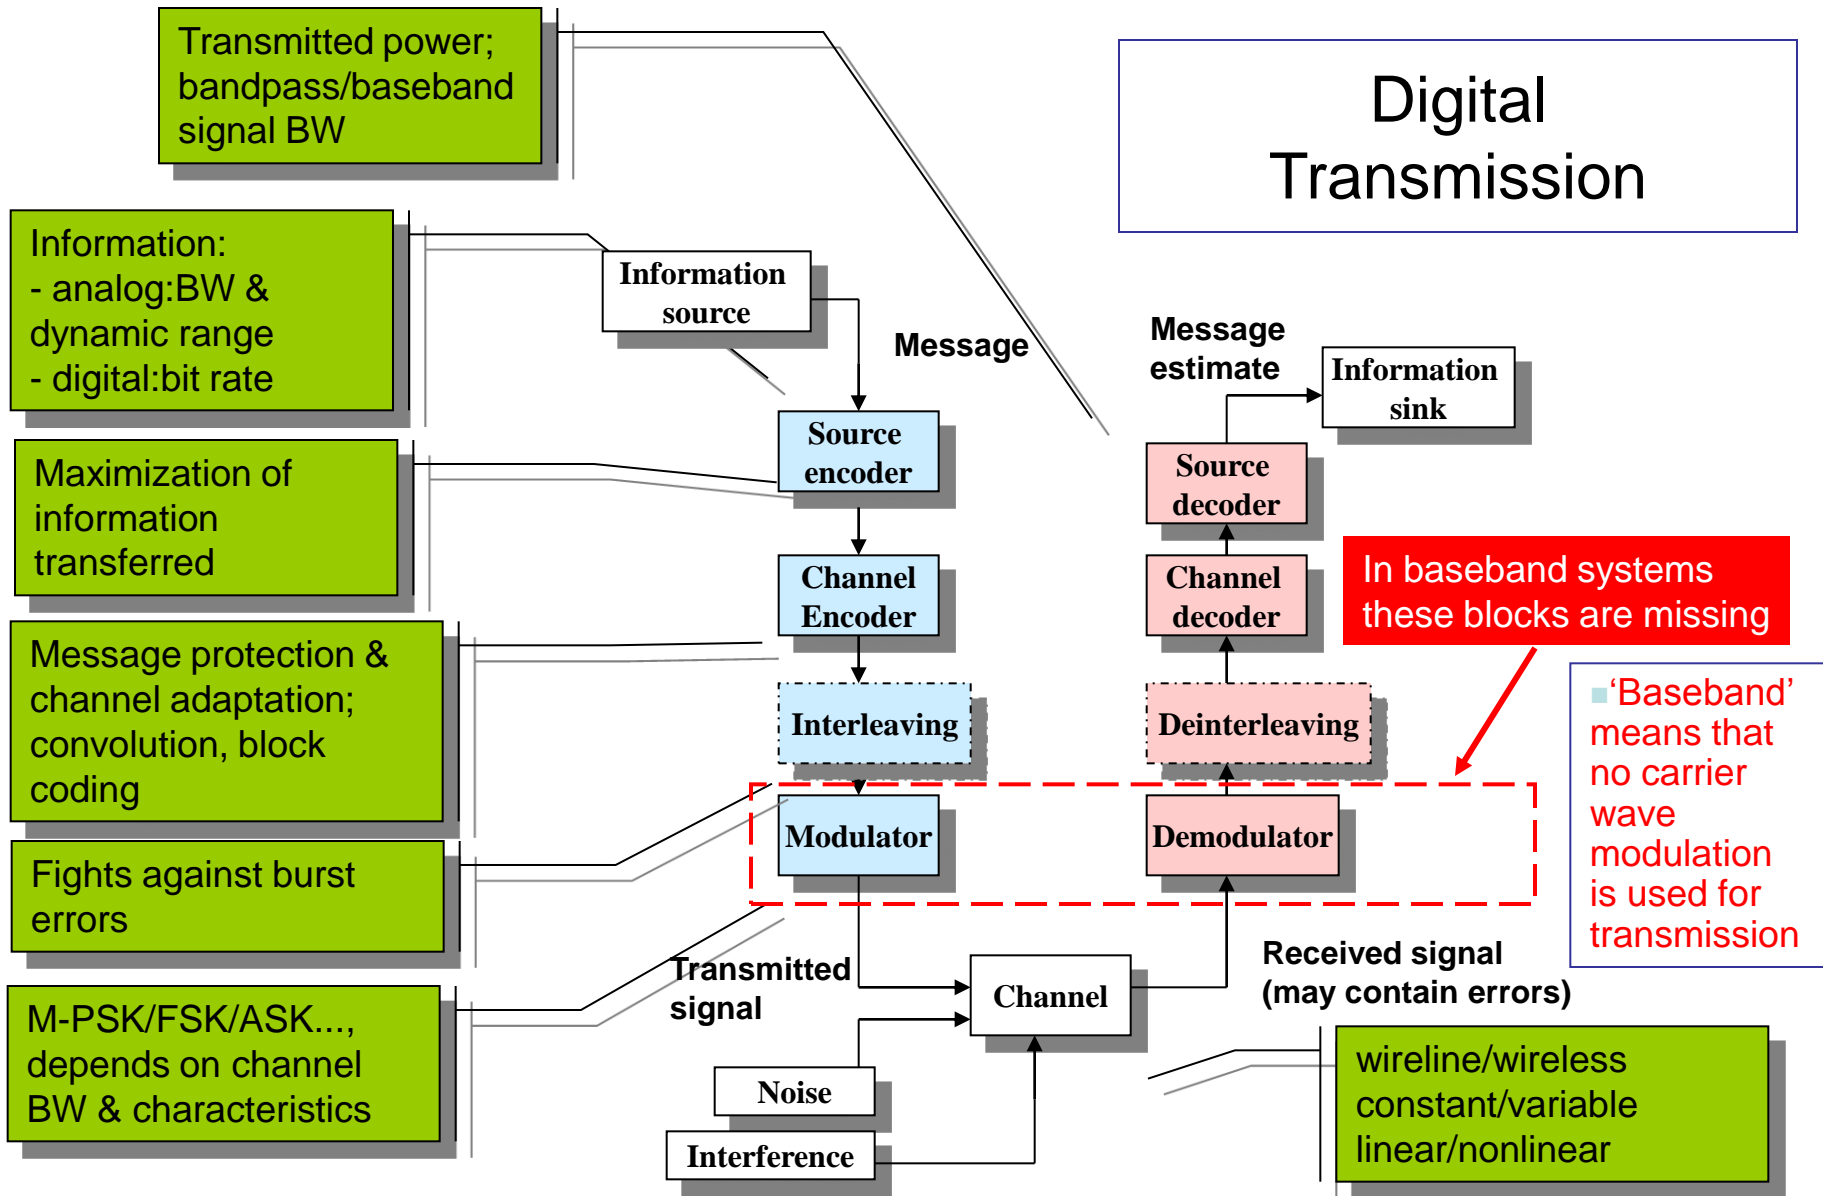 Transmitted power;
bandpass/baseband
signal BW
Digital
Transmission
Information:
- analog:BW &
dynamic range
- digital:bit rate
Information
source
Message
Message
estimate
Information
sink
Maximization of
information
transferred
Source
encoder
Source
decoder
Channel
Encoder
Channel
decoder
In baseband systems
these blocks are missing
Message protection &
channel adaptation;
convolution, block
coding
Interleaving
Deinterleaving
‘Baseband’
means that
no carrier
wave
modulation
is used for
transmission
Modulator
Demodulator
Fights against burst
errors
Transmitted
signal
Channel
Received signal
(may contain errors)
M-PSK/FSK/ASK...,
depends on channel
BW & characteristics
Noise
Interference
wireline/wireless
constant/variable
linear/nonlinear